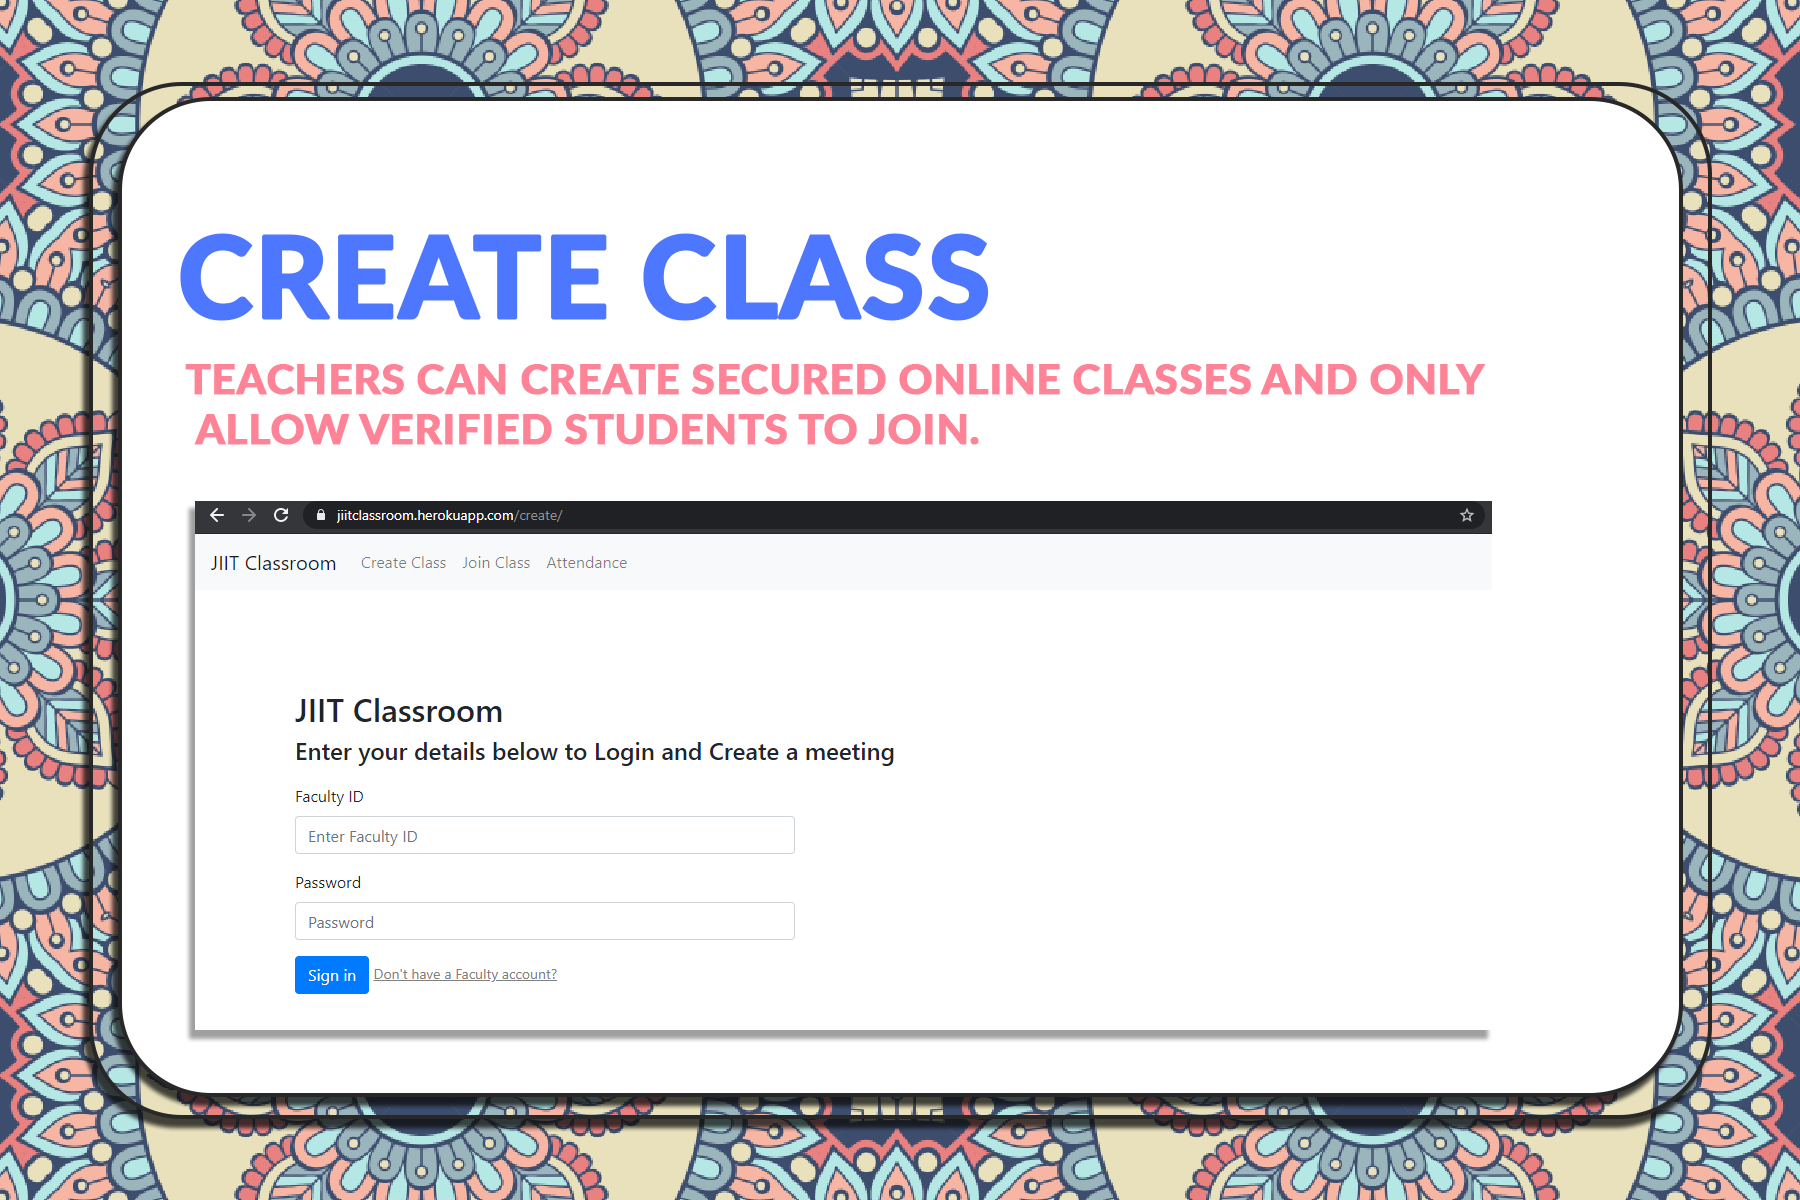 CREATE CLASS
TEACHERS CAN CREATE SECURED ONLINE CLASSES AND ONLY
ALLOW VERIFIED STUDENTS TO JOIN.
jiitclassroom.herokuapp.com/create/
JIIT Classroom Create Class Join Class Attendance
JIIT Classroom
Enter your details below to Login and Create a meeting
Faculty ID
Enter Faculty ID
Password
Password
Sign in Don't have a Faculty account?